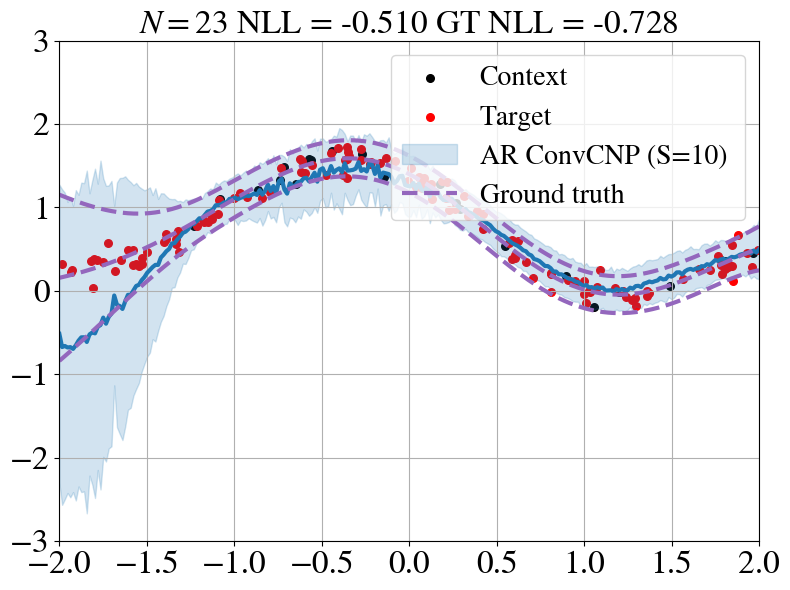 N = 23 NLL = -0.510 GT NLL = -0.728
3
2
1
0
−1
−2
−3
Context
Target
AR ConvCNP (S=10)
Ground truth
−2.0 −1.5 −1.0 −0.5 0.0 0.5 1.0 1.5 2.0